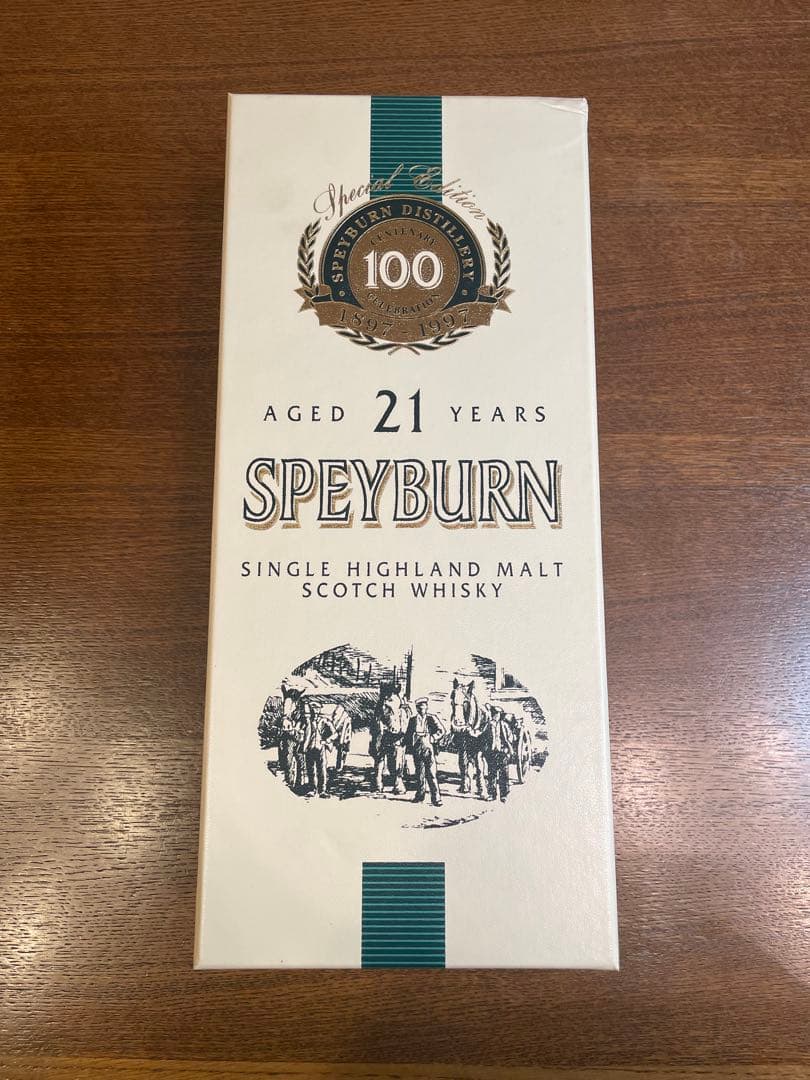 Special Edition
SPEYBURN DISTILLERY
CENTENARY
100
CELEBRATION
1897 - 1997
AGED 21 YEARS
SPEYBURN
SINGLE HIGHLAND MALT
SCOTCH WHISKY